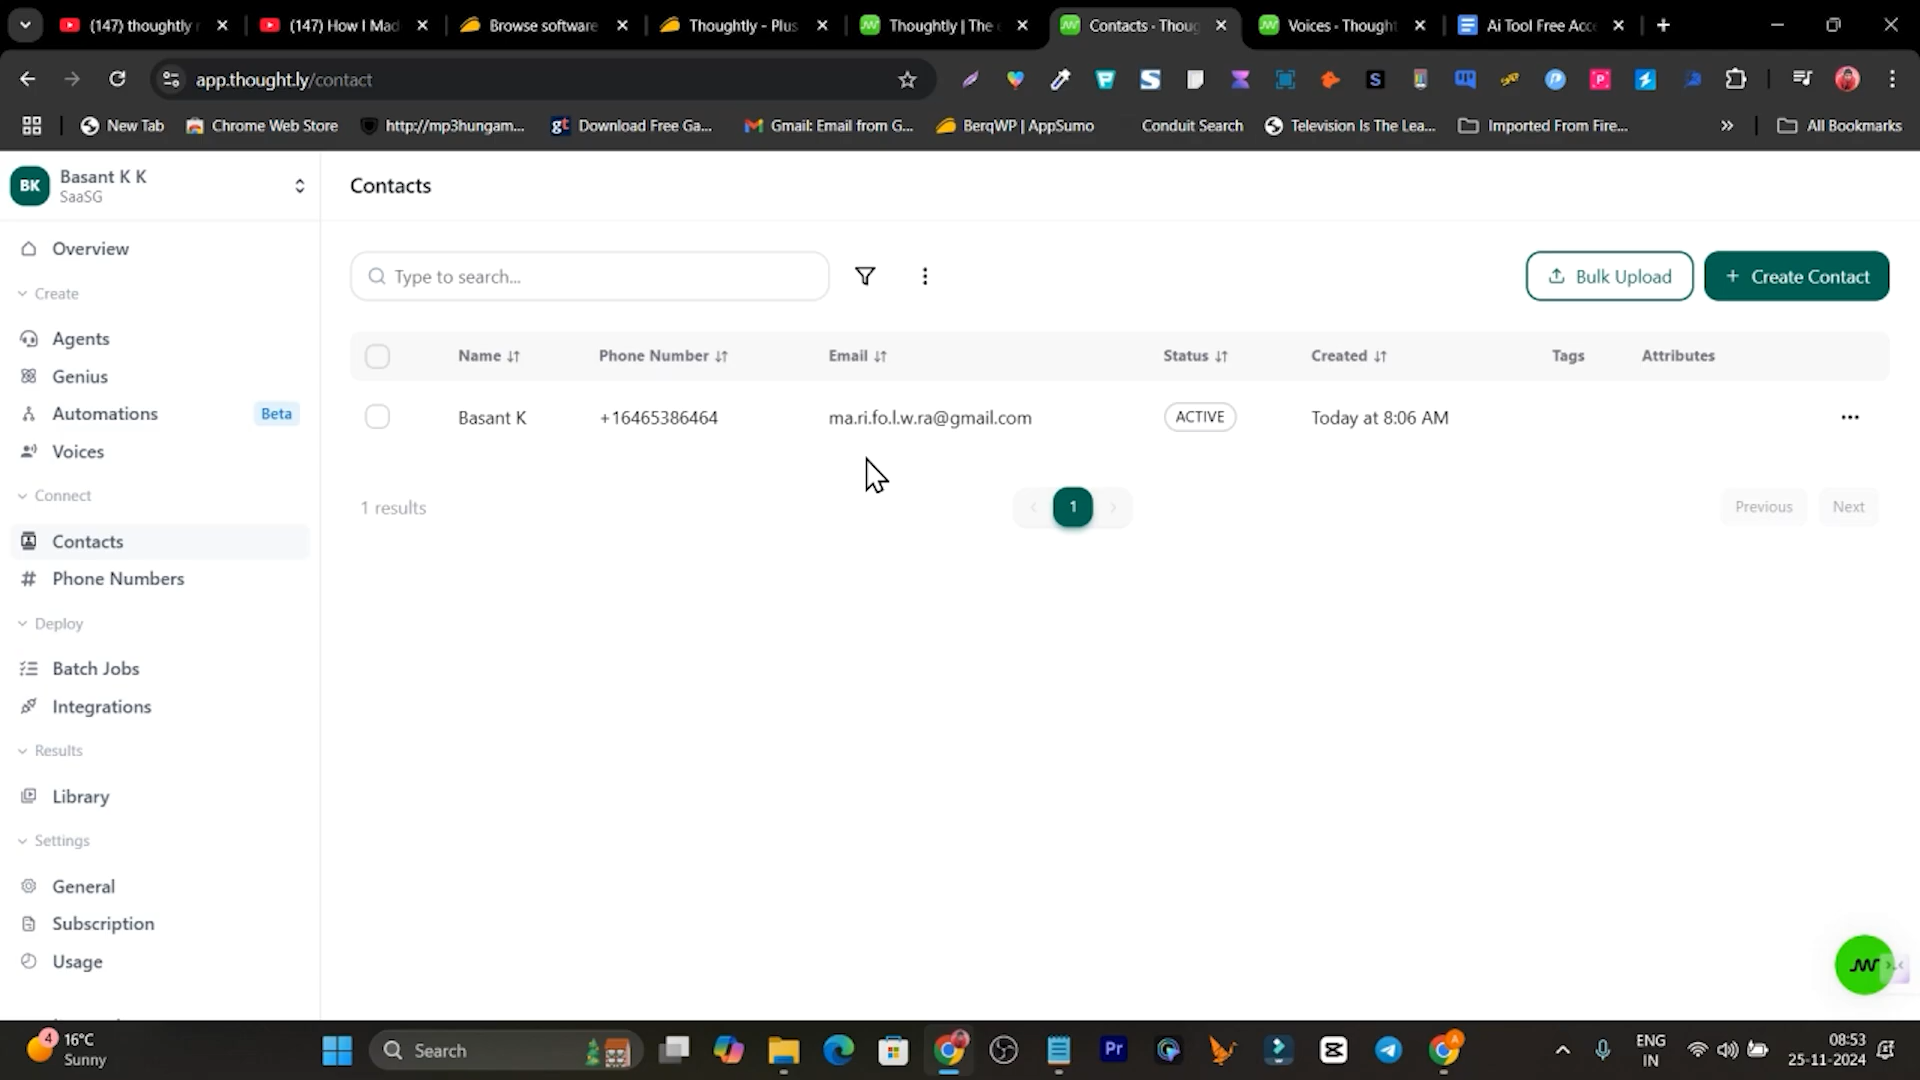 (147) thoughtly
(147) How I Mad
Browse software
Thoughtly - Plus
Thoughtly | The
Contacts - Thoug
Voices - Thought
Ai Tool Free Acc
app.thought.ly/contact
New Tab
Chrome Web Store
http://mp3hungam...
Download Free Ga...
Gmail: Email from G...
BerqWP | AppSumo
Conduit Search
Television Is The Lea...
Imported From Fire...
All Bookmarks
BK
Basant K K
SaaSG
Contacts
Overview
Create
Agents
Genius
Automations Beta
Voices
Connect
Contacts
Phone Numbers
Deploy
Batch Jobs
Integrations
Results
Library
Settings
General
Subscription
Usage
Type to search...
Bulk Upload
+ Create Contact
Name Phone Number Email Status Created Tags Attributes
Basant K +16465386464 ma.ri.fo.l.w.ra@gmail.com ACTIVE Today at 8:06 AM
1 results
1
Previous Next
4
16°C
Sunny
Search
Pr
ENG
IN
08:53
25-11-2024